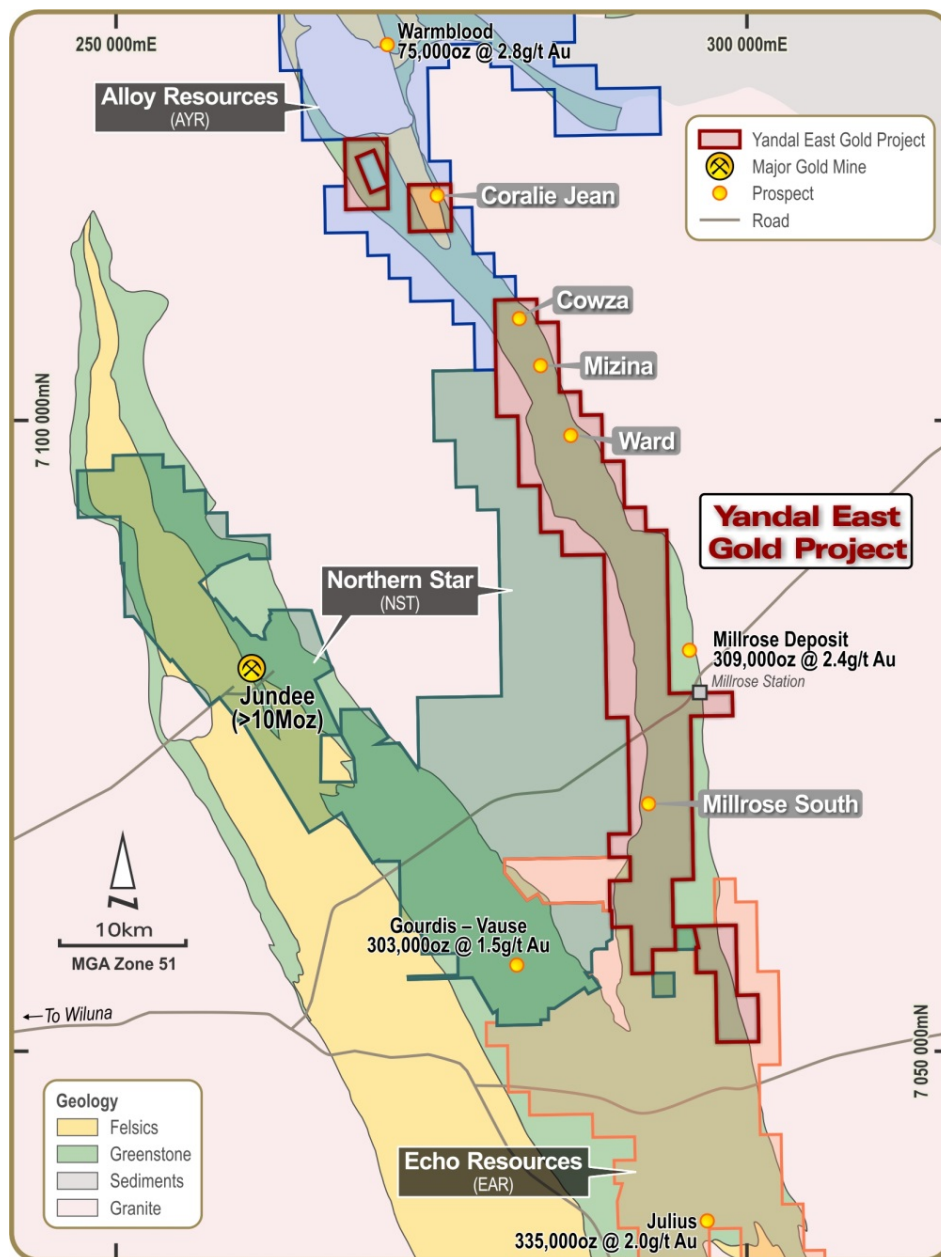 250 000mE
300 000mE
Warmblood
75,000oz @ 2.8g/t Au
Alloy Resources
(AYR)
Yandal East Gold Project
Major Gold Mine
Prospect
Road
Coralie Jean
Cowza
Mizina
Ward
7 100 000mN
Yandal East
Gold Project
Northern Star
(NST)
Millrose Deposit
309,000oz @ 2.4g/t Au
Millrose Station
Jundee
(>10Moz)
Millrose South
N
10km
MGA Zone 51
Gourdis – Vause
303,000oz @ 1.5g/t Au
←To Wiluna
7 050 000mN
Geology
Felsics
Greenstone
Sediments
Granite
Echo Resources
(EAR)
Julius
335,000oz @ 2.0g/t Au